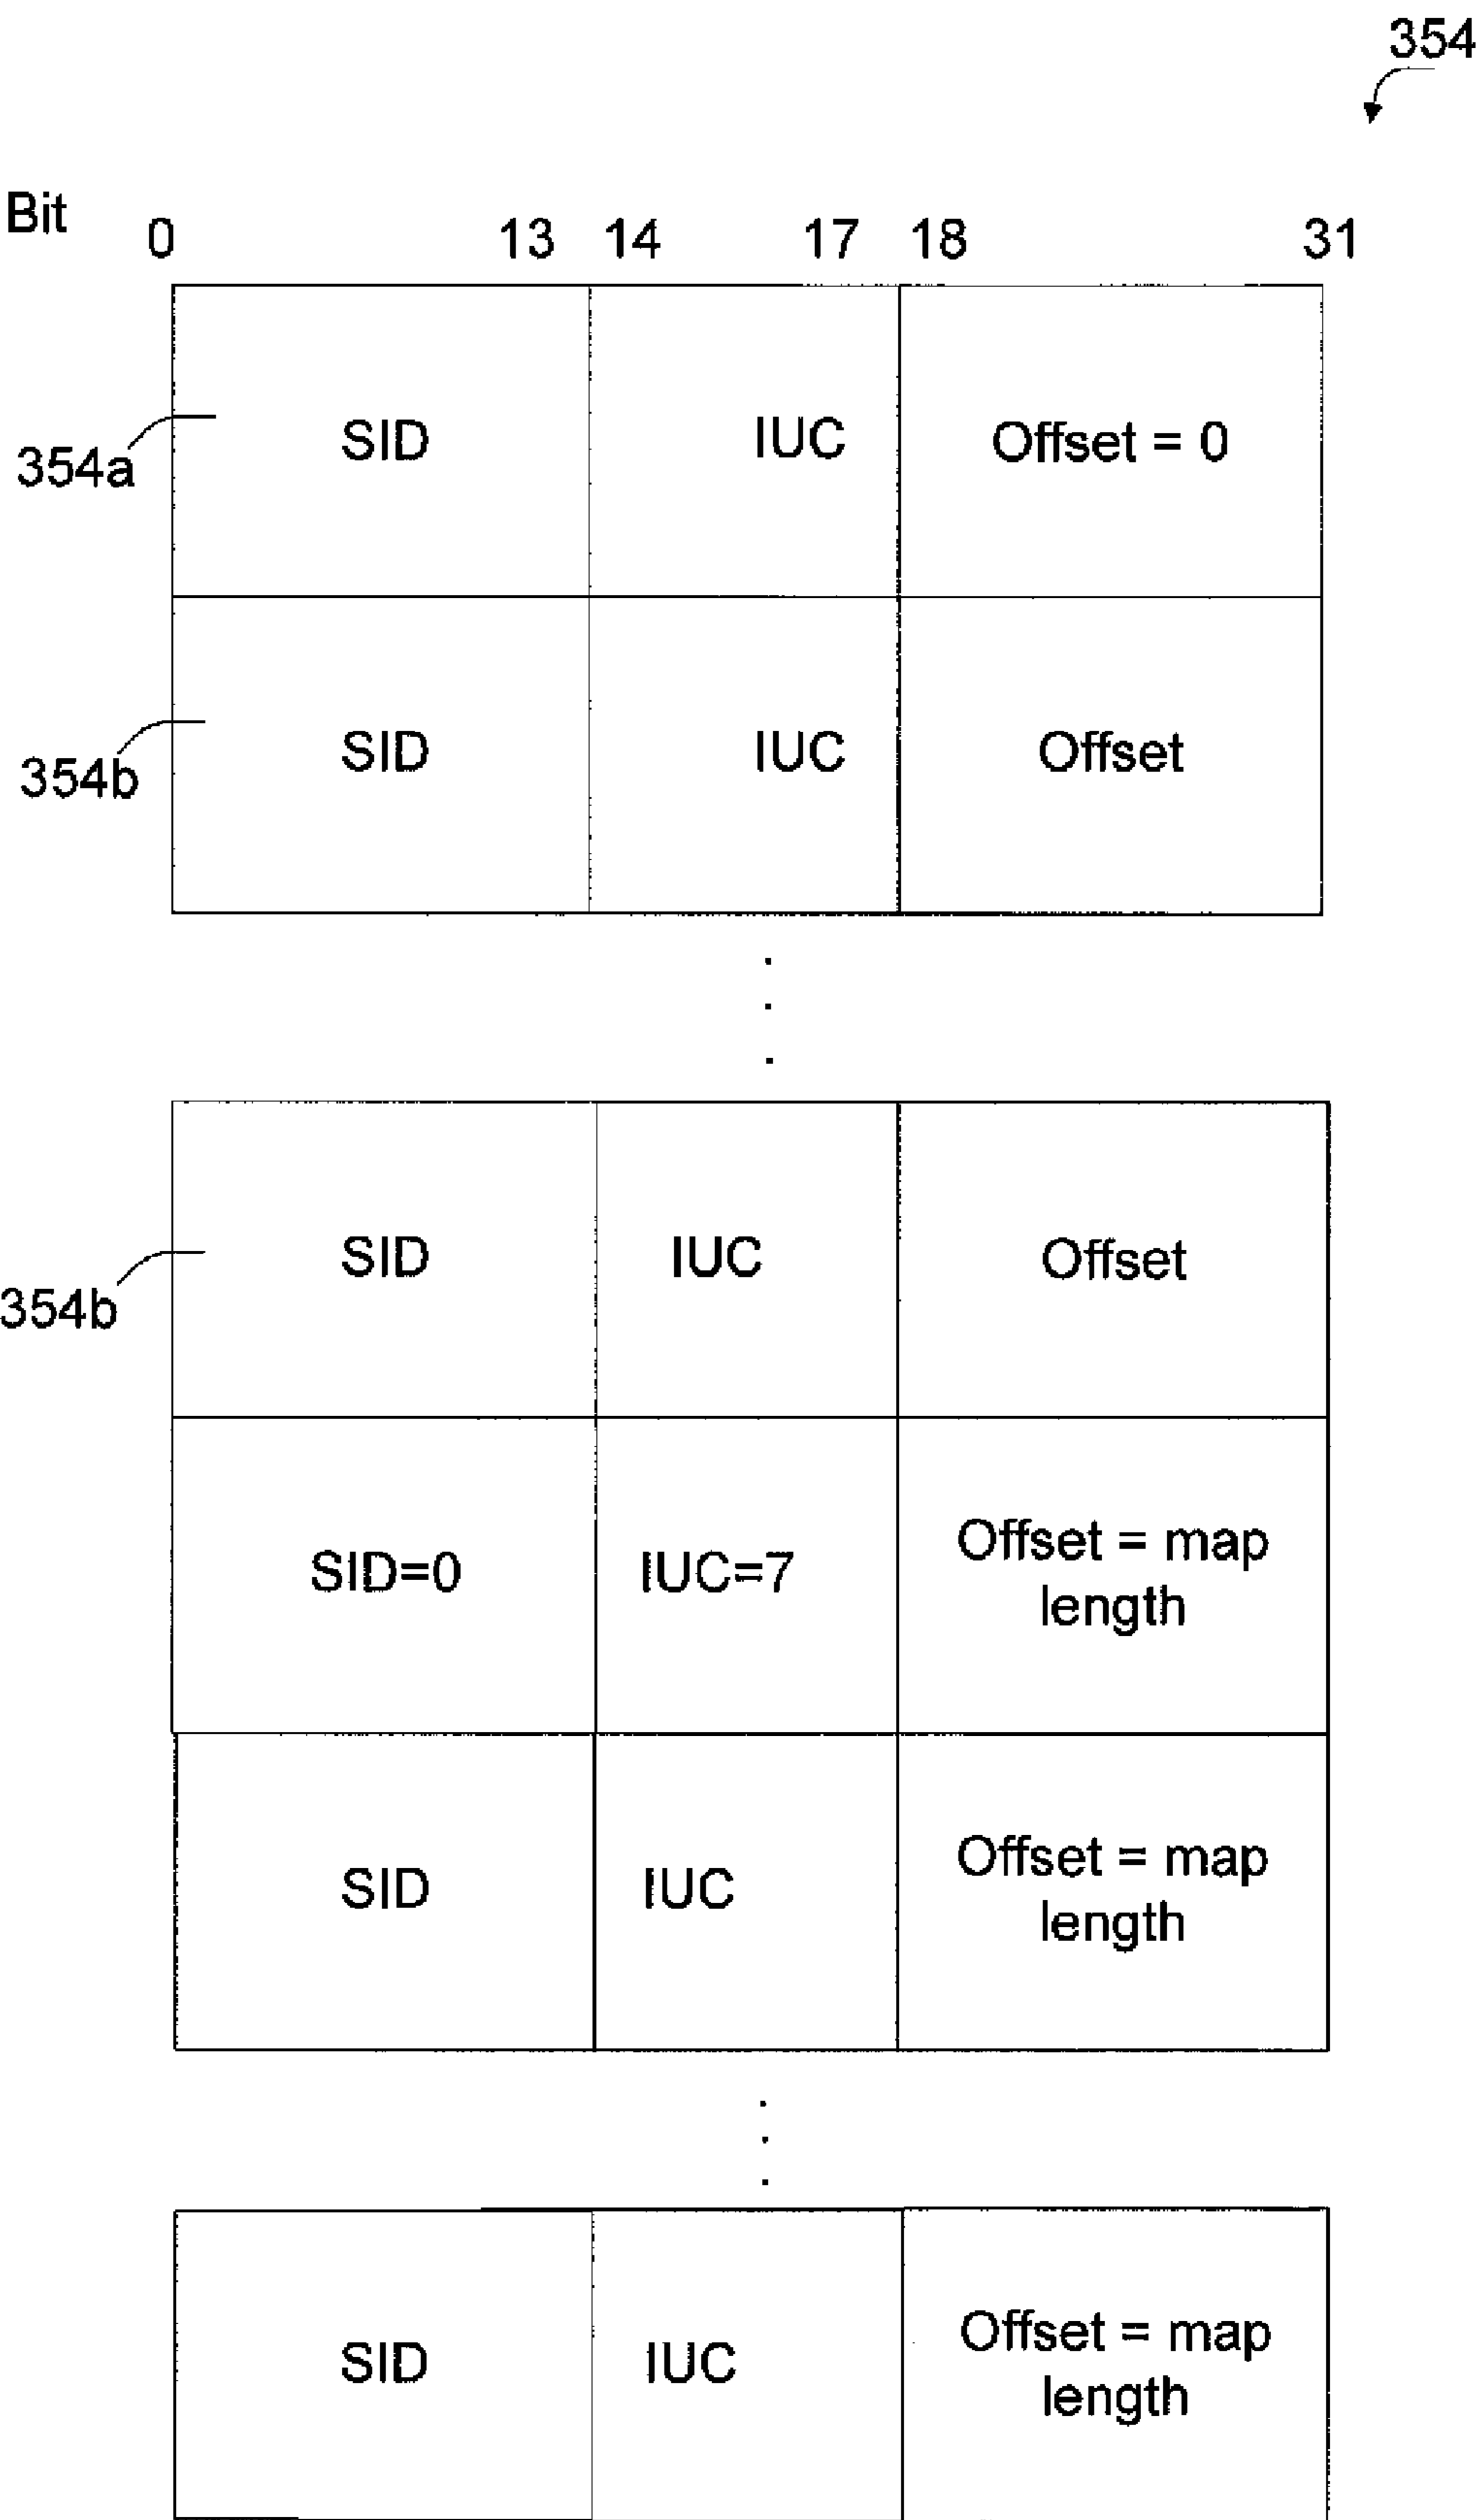 354
Bit 0 13 14 17 18 31
SID IUC Offset = 0
354a
SID IUC Offset
354b
SID IUC Offset
354b
SID=0 IUC=7 Offset = map
length
SID IUC Offset = map
length
SID IUC Offset = map
length